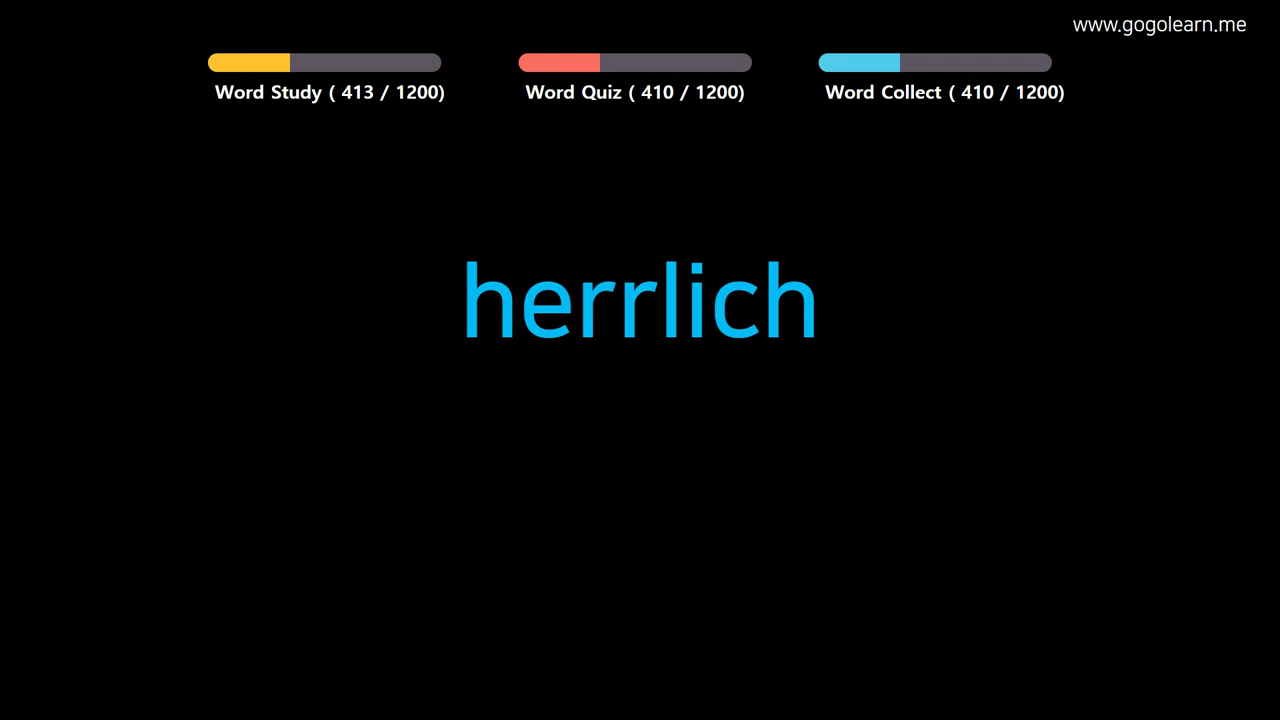 www.gogolearn.me
Word Study ( 413 / 1200)
Word Quiz ( 410 / 1200)
Word Collect ( 410 / 1200)
herrlich